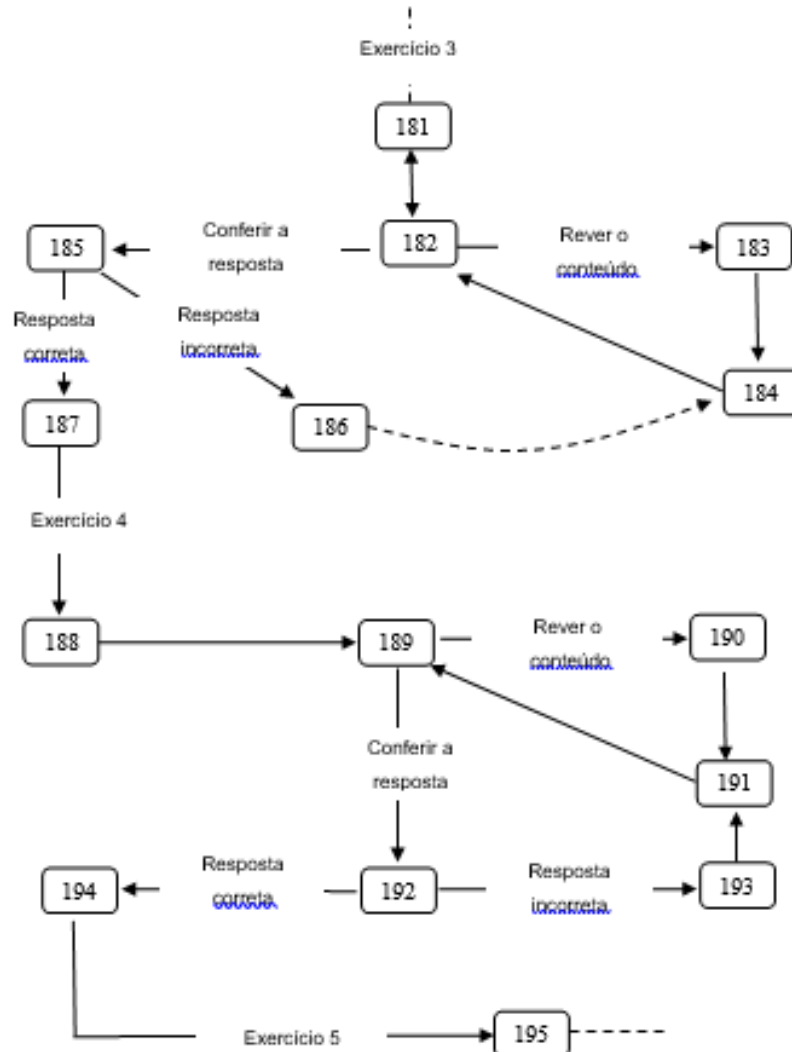 Exercício 3
181
185
Conferir a
resposta
182
Rever o
conteúdo
183
Resposta
correta
Resposta
incorreta
184
187
186
Exercício 4
188
189
Rever o
conteúdo
190
Conferir a
resposta
191
194
Resposta
correta
192
Resposta
incorreta
193
Exercício 5
195